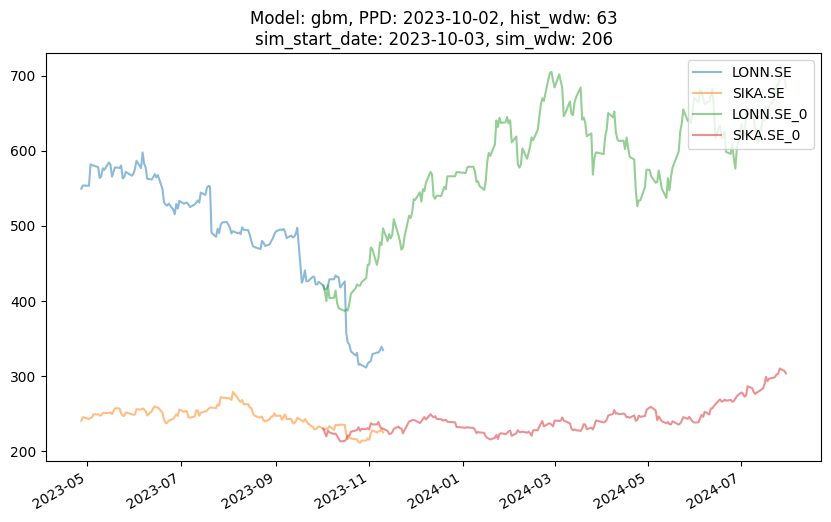 Model: gbm, PPD: 2023-10-02, hist_wdw: 63
sim_start_date: 2023-10-03, sim_wdw: 206
LONN.SE
SIKA.SE
LONN.SE_0
SIKA.SE_0
700
600
500
400
300
200
2023-05
2023-07
2023-09
2023-11
2024-01
2024-03
2024-05
2024-07